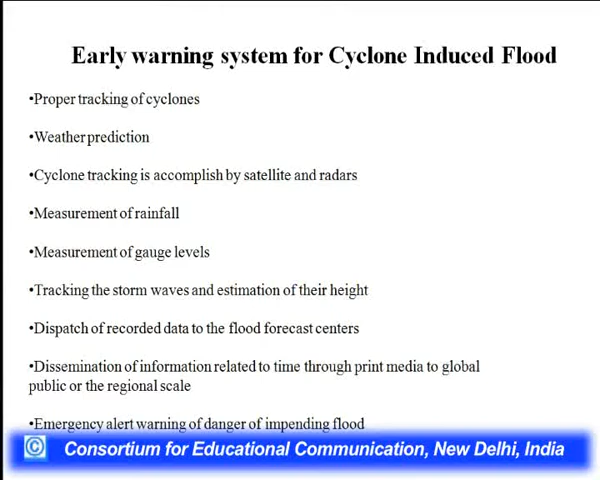 Early warning system for Cyclone Induced Flood
•Proper tracking of cyclones
•Weather prediction
•Cyclone tracking is accomplish by satellite and radars
•Measurement of rainfall
•Measurement of gauge levels
•Tracking the storm waves and estimation of their height
•Dispatch of recorded data to the flood forecast centers
•Dissemination of information related to time through print media to global
public or the regional scale
•Emergency alert warning of danger of impending flood
© Consortium for Educational Communication, New Delhi, India